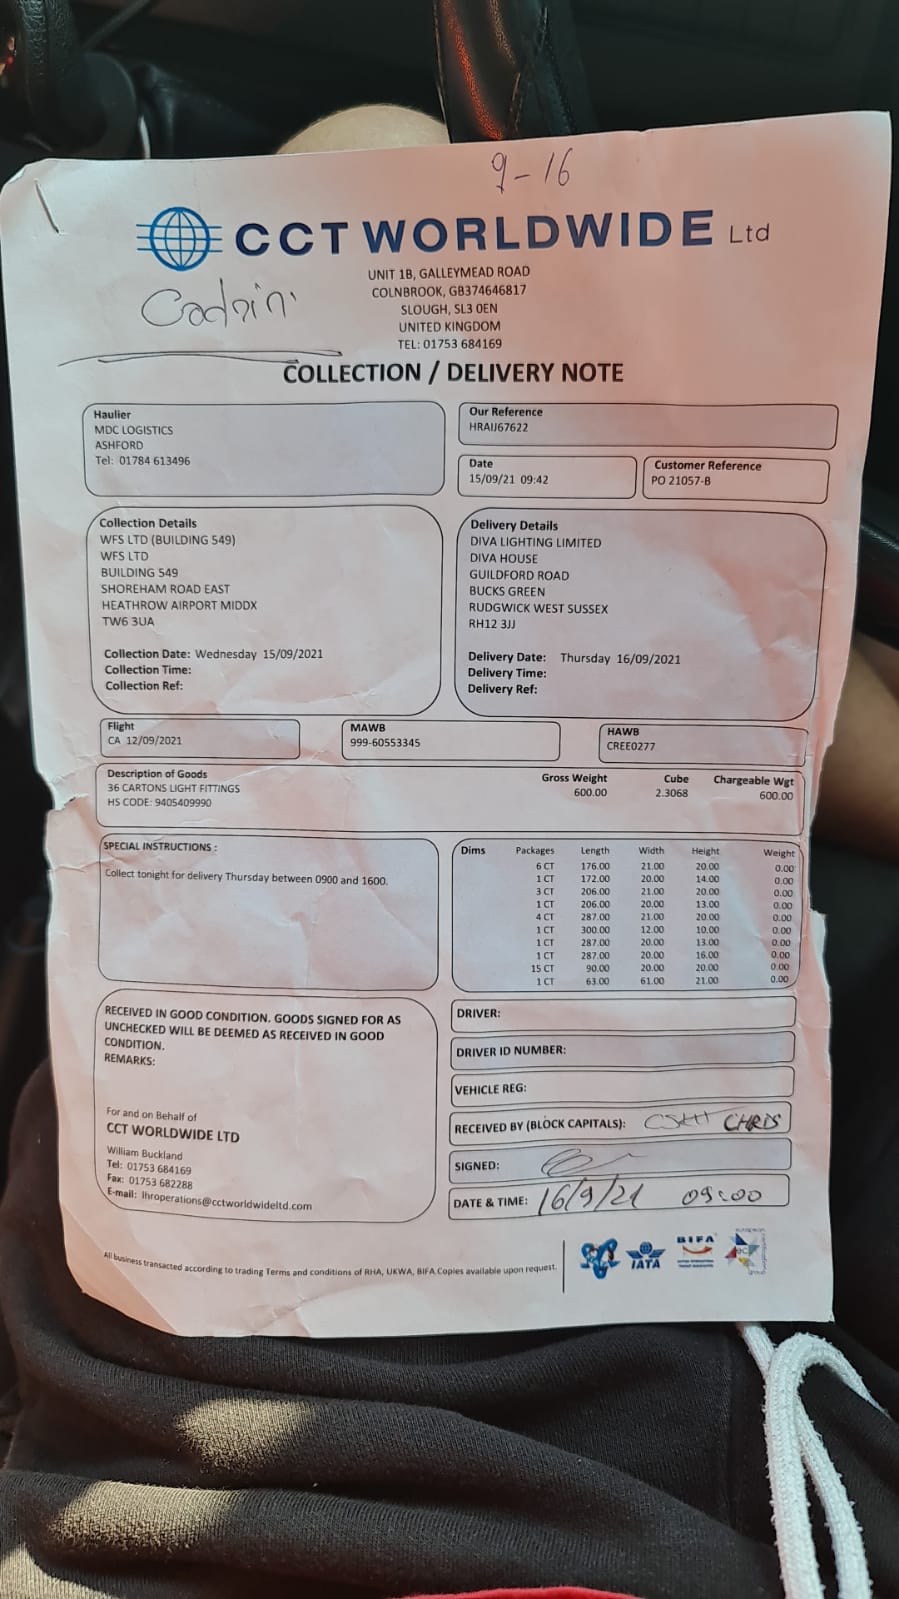 9-16
CCT WORLDWIDE Ltd
UNIT 1B, GALLEYMEAD ROAD
COLNBROOK, GB374646817
SLOUGH, SL3 0EN
UNITED KINGDOM
TEL: 01753 684169
COLLECTION / DELIVERY NOTE
Haulier
MDC LOGISTICS
ASHFORD
Tel: 01784 613496
Our Reference
HRAIJ67622
Date
15/09/21 09:42
Customer Reference
PO 21057-B
Collection Details
WFS LTD (BUILDING 549)
WFS LTD
BUILDING 549
SHOREHAM ROAD EAST
HEATHROW AIRPORT MIDDX
TW6 3UA
Collection Date: Wednesday 15/09/2021
Collection Time:
Collection Ref:
Delivery Details
DIVA LIGHTING LIMITED
DIVA HOUSE
GUILDFORD ROAD
BUCKS GREEN
RUDGWICK WEST SUSSEX
RH12 3JJ
Delivery Date: Thursday 16/09/2021
Delivery Time:
Delivery Ref:
Flight
CA 12/09/2021
MAWB
999-60553345
HAWB
CREE0277
Description of Goods Gross Weight Cube Chargeable Wgt
36 CARTONS LIGHT FITTINGS 600.00 2.3068 600.00
HS CODE: 9405409990
SPECIAL INSTRUCTIONS :
Collect tonight for delivery Thursday between 0900 and 1600.
Dims Packages Length Width Height Weight
6 CT 176.00 21.00 20.00 0.00
1 CT 172.00 20.00 14.00 0.00
3 CT 206.00 21.00 20.00 0.00
1 CT 206.00 20.00 13.00 0.00
4 CT 287.00 21.00 20.00 0.00
1 CT 300.00 12.00 10.00 0.00
1 CT 287.00 20.00 13.00 0.00
1 CT 287.00 20.00 16.00 0.00
15 CT 90.00 20.00 20.00 0.00
1 CT 63.00 61.00 21.00 0.00
RECEIVED IN GOOD CONDITION. GOODS SIGNED FOR AS
UNCHECKED WILL BE DEEMED AS RECEIVED IN GOOD
CONDITION.
REMARKS:
For and on Behalf of
CCT WORLDWIDE LTD
William Buckland
Tel: 01753 684169
Fax: 01753 682288
E-mail: lhroperations@cctworldwideltd.com
DRIVER:
DRIVER ID NUMBER:
VEHICLE REG:
RECEIVED BY (BLOCK CAPITALS): CHRIS
SIGNED:
DATE & TIME: 16/9/21 09:00
All business transacted according to trading Terms and conditions of RHA, UKWA, BIFA.Copies available upon request.
IATA
BIFA